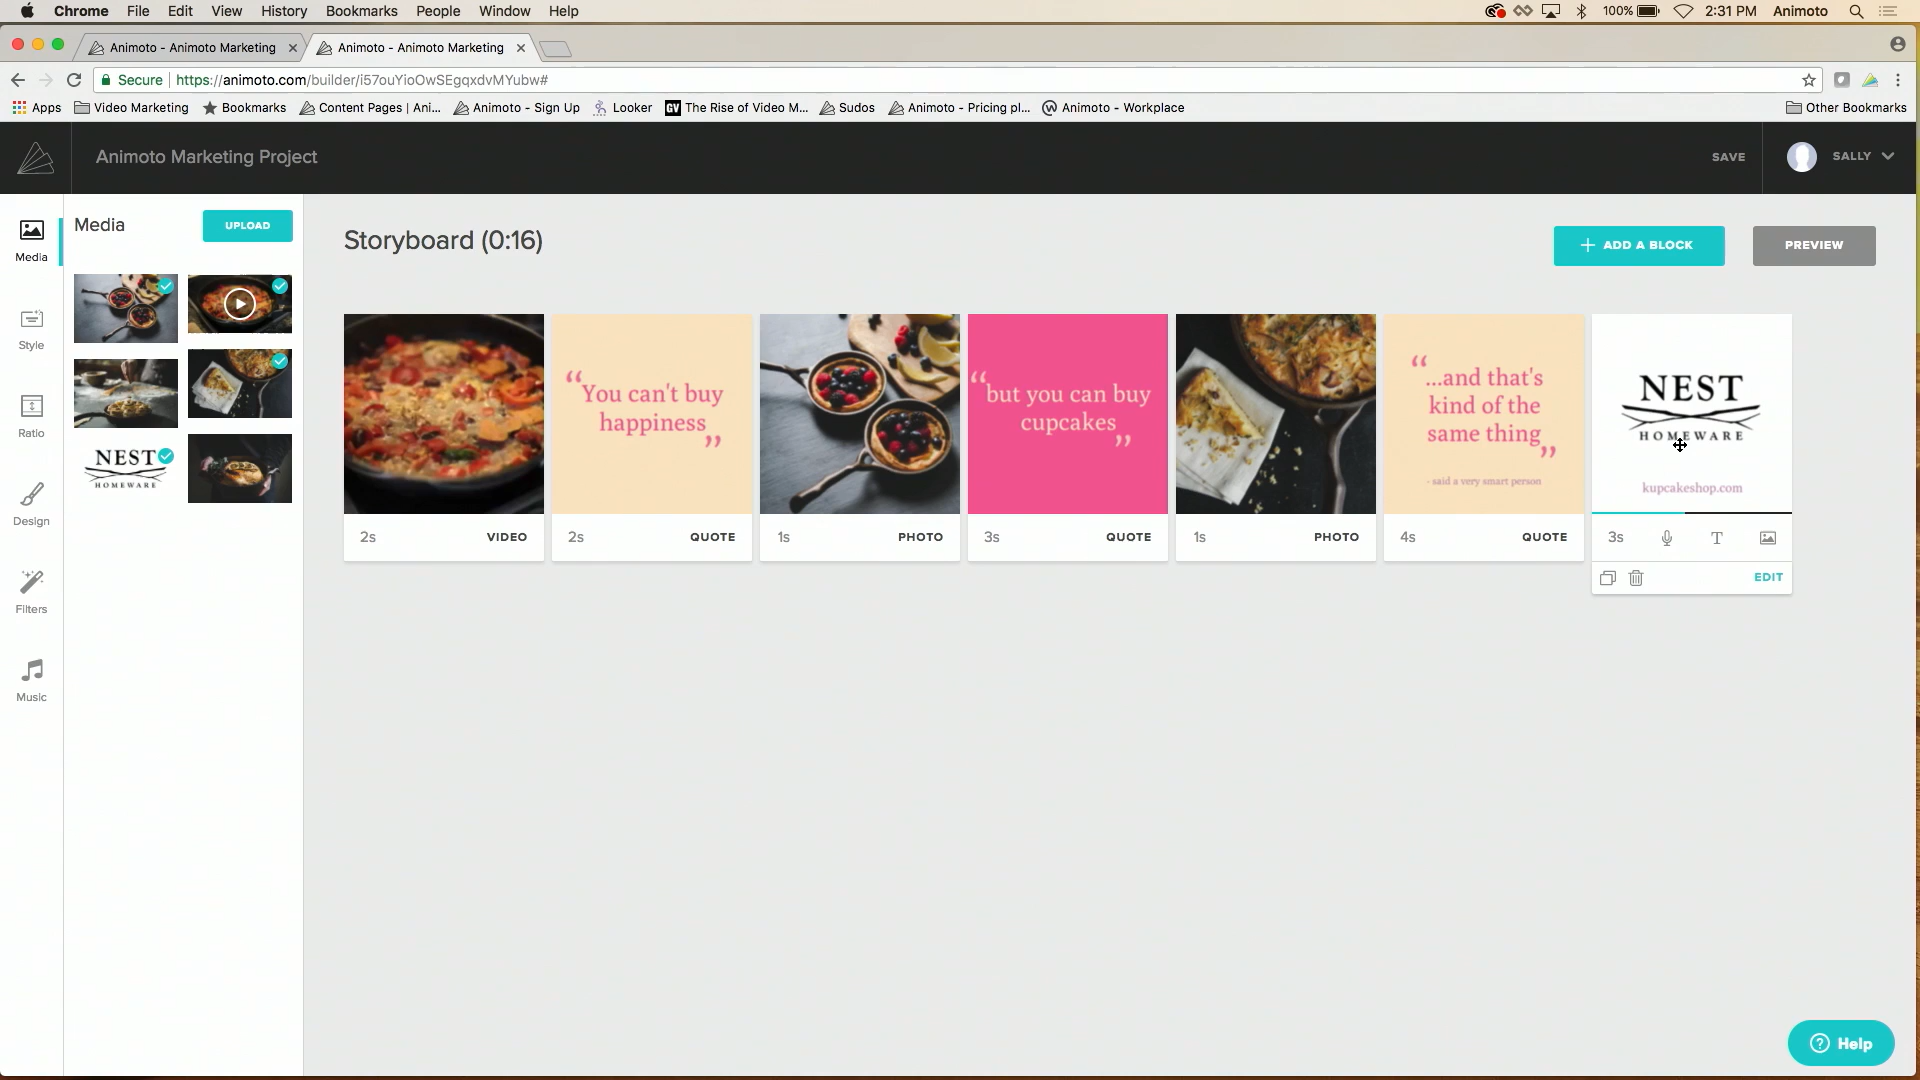 Chrome File Edit View History Bookmarks People Window Help 100% 2:31 PM Animoto
Animoto - Animoto Marketing Animoto - Animoto Marketing
Secure https://animoto.com/builder/i57ouYioOwSEgqxdvMYubw#
Apps Video Marketing Bookmarks Content Pages | Ani... Animoto - Sign Up Looker GV The Rise of Video M... Sudos Animoto - Pricing pl... Animoto - Workplace Other Bookmarks
Animoto Marketing Project SAVE SALLY
Media
Style
Ratio
Design
Filters
Music
Media UPLOAD
NEST
HOMEWARE
Storyboard (0:16)
+ ADD A BLOCK PREVIEW
2s VIDEO
“You can't buy
happiness”
2s QUOTE
1s PHOTO
“but you can buy
cupcakes”
3s QUOTE
1s PHOTO
“...and that's
kind of the
same thing”
- said a very smart person
4s QUOTE
NEST
HOMEWARE
kupcakeshop.com
3s T
EDIT
? Help